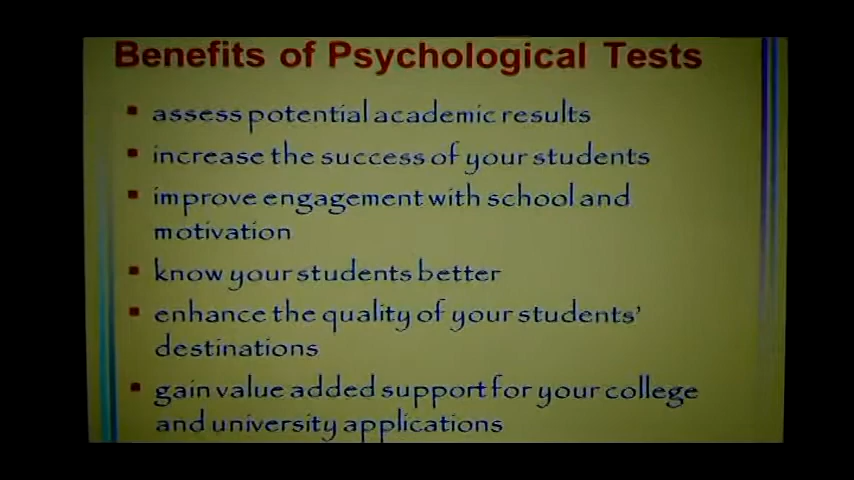 Benefits of Psychological Tests
▪ assess potential academic results
▪ increase the success of your students
▪ improve engagement with school and
motivation
▪ know your students better
▪ enhance the quality of your students'
destinations
▪ gain value added support for your college
and university applications